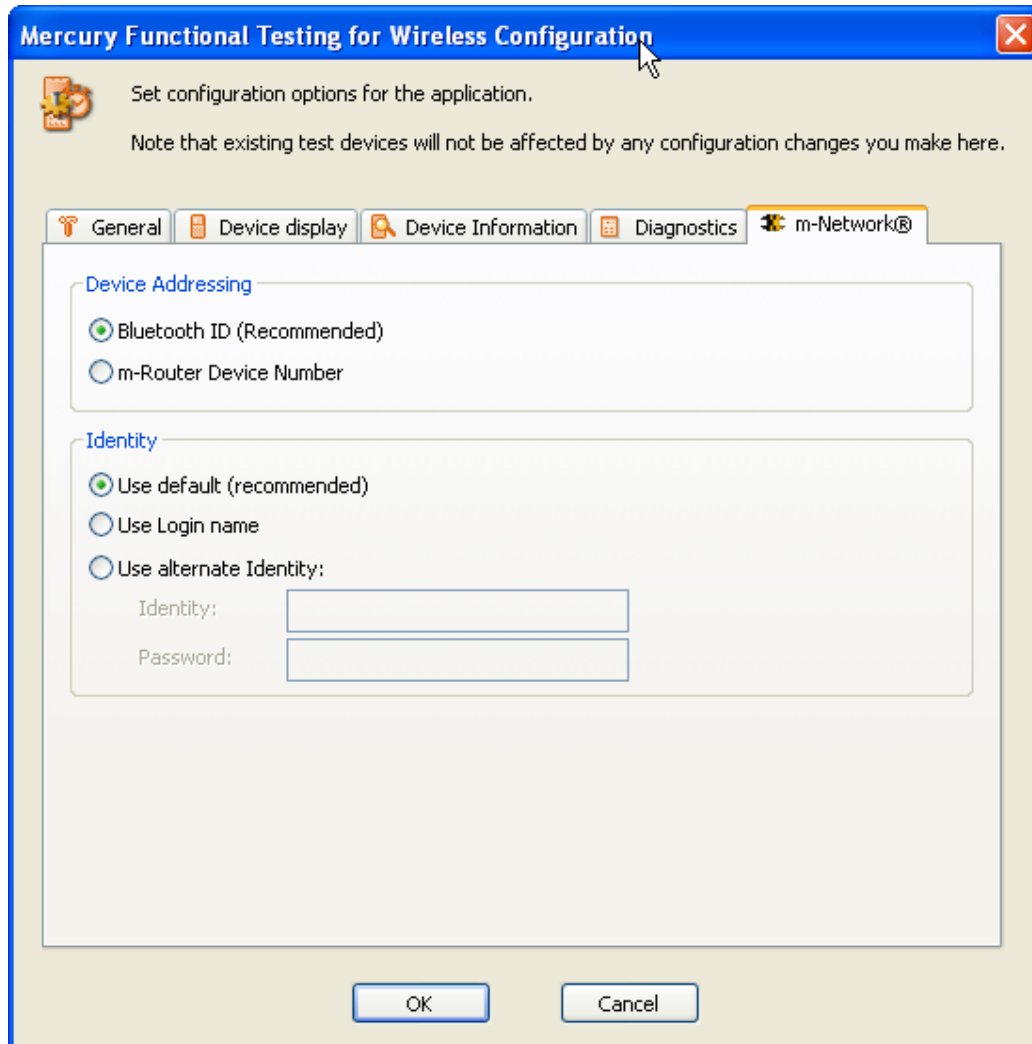 Mercury Functional Testing for Wireless Configuration
Set configuration options for the application.
Note that existing test devices will not be affected by any configuration changes you make here.
General Device display Device Information Diagnostics m-Network®
Device Addressing
Bluetooth ID (Recommended)
m-Router Device Number
Identity
Use default (recommended)
Use Login name
Use alternate Identity:
Identity:
Password:
OK Cancel